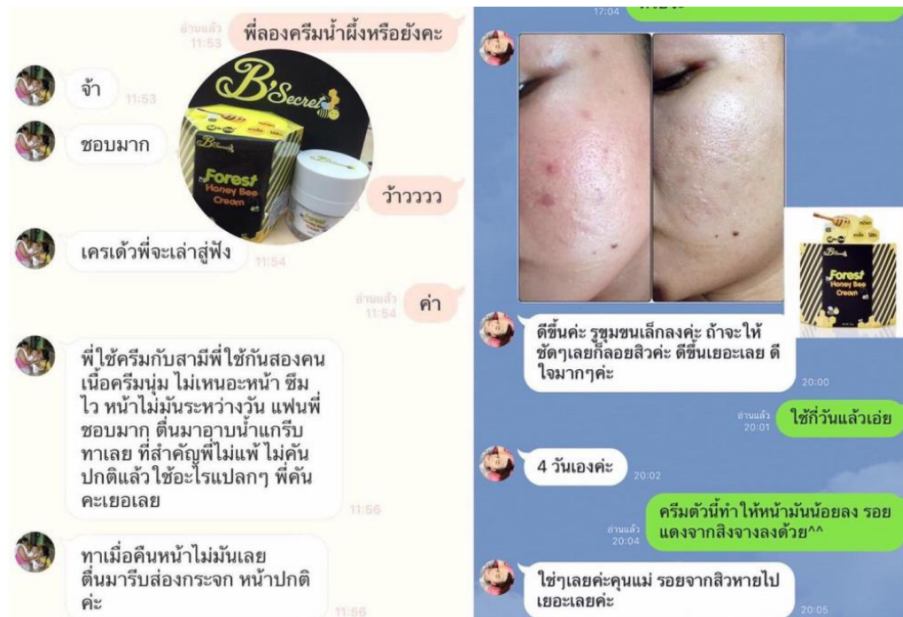 อ่านแล้ว
11:53
พี่ลองครีมน้ำผึ้งหรือยังคะ
จ้า
11:53
ชอบมาก
B'Secret
Forest
Honey Bee
Cream
ว้าวววว
เครเด้วพี่จะเล่าสู่ฟัง
11:54
อ่านแล้ว
11:54
ค่า
พี่ใช้ครีมกับสามีพี่ใช้กันสองคน
เนื้อครีมนุ่ม ไม่เหนอะหน้า ซึม
ไว หน้าไม่มันระหว่างวัน แฟนพี่
ชอบมาก ตื่นมาอาบน้ำแกรีบ
ทาเลย ที่สำคัญพี่ไม่แพ้ ไม่คัน
ปกติแล้วใช้อะไรแปลกๆ พี่คัน
คะเยอเลย
11:56
ทาเมื่อคืนหน้าไม่มันเลย
ตื่นมารีบส่องกระจก หน้าปกติ
ค่ะ
11:56
17:04
B'Secret
Forest
Honey Bee
Cream
ดีขึ้นค่ะ รูขุมขนเล็กลงค่ะ ถ้าจะให้
ชัดๆเลยก็ลอยสิวค่ะ ดีขึ้นเยอะเลย ดี
ใจมากๆค่ะ
20:00
อ่านแล้ว
20:01
ใช้กี่วันแล้วเอ่ย
4 วันเองค่ะ
20:02
อ่านแล้ว
20:04
ครีมตัวนี้ทำให้หน้ามันน้อยลง รอย
แดงจากสิงจางลงด้วย^^
ใช่ๆเลยค่ะคุนแม่ รอยจากสิวหายไป
เยอะเลยค่ะ
20:05